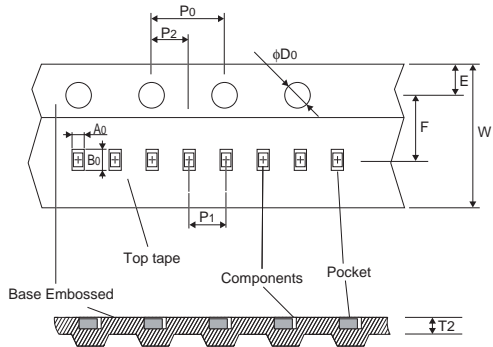 P0
P2
ϕD0
E
A0
F
W
B0
P1
Top tape
Components
Pocket
Base Embossed
T2